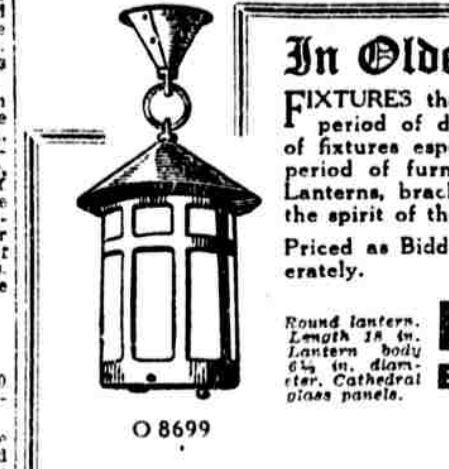 In Olde
FIXTURES th
period of d
of fixtures esp
period of furn
Lanterns, brac
the spirit of th
Priced as Bidd
erately.
Round lantern.
Length 18 in.
Lantern body
6½ in. diam-
eter. Cathedral
glass panels.
O 8699